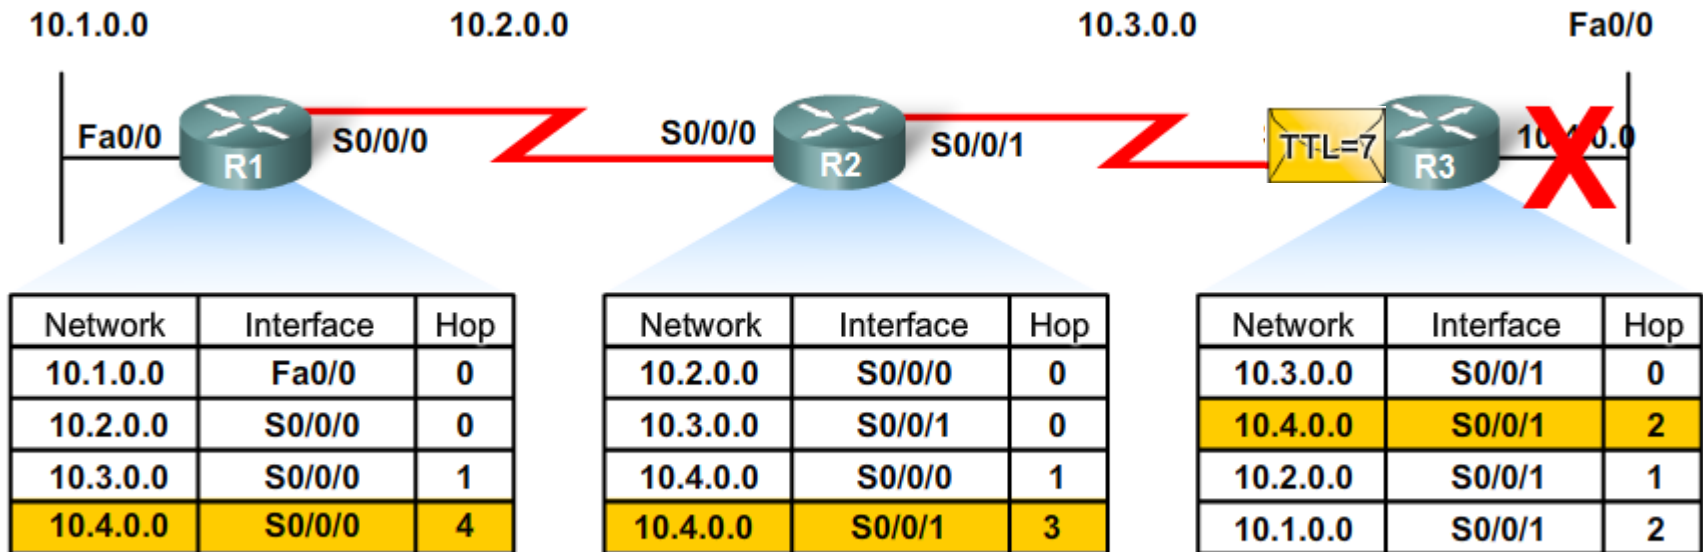 10.1.0.0 10.2.0.0 10.3.0.0 Fa0/0
Fa0/0 R1 S0/0/0 S0/0/0 R2 S0/0/1 TTL=7 R3
Network Interface Hop
10.1.0.0 Fa0/0 0
10.2.0.0 S0/0/0 0
10.3.0.0 S0/0/0 1
10.4.0.0 S0/0/0 4
Network Interface Hop
10.2.0.0 S0/0/0 0
10.3.0.0 S0/0/1 0
10.4.0.0 S0/0/0 1
10.4.0.0 S0/0/1 3
Network Interface Hop
10.3.0.0 S0/0/1 0
10.4.0.0 S0/0/1 2
10.2.0.0 S0/0/1 1
10.1.0.0 S0/0/1 2